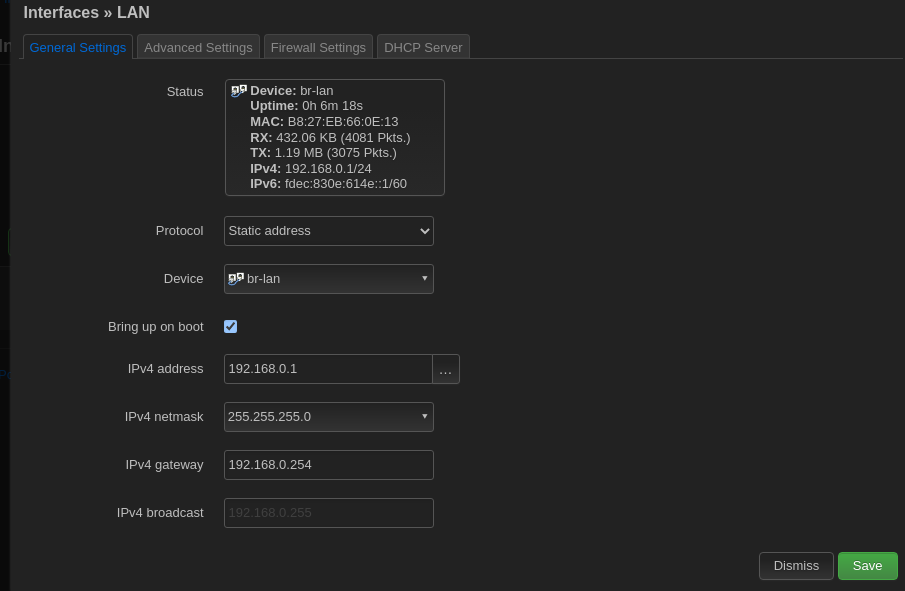 Interfaces » LAN
General Settings
Advanced Settings
Firewall Settings
DHCP Server
Status
Device: br-lan
Uptime: 0h 6m 18s
MAC: B8:27:EB:66:0E:13
RX: 432.06 KB (4081 Pkts.)
TX: 1.19 MB (3075 Pkts.)
IPv4: 192.168.0.1/24
IPv6: fdec:830e:614e::1/60
Protocol
Static address
Device
br-lan
Bring up on boot
IPv4 address
192.168.0.1
...
IPv4 netmask
255.255.255.0
IPv4 gateway
192.168.0.254
IPv4 broadcast
192.168.0.255
Dismiss
Save